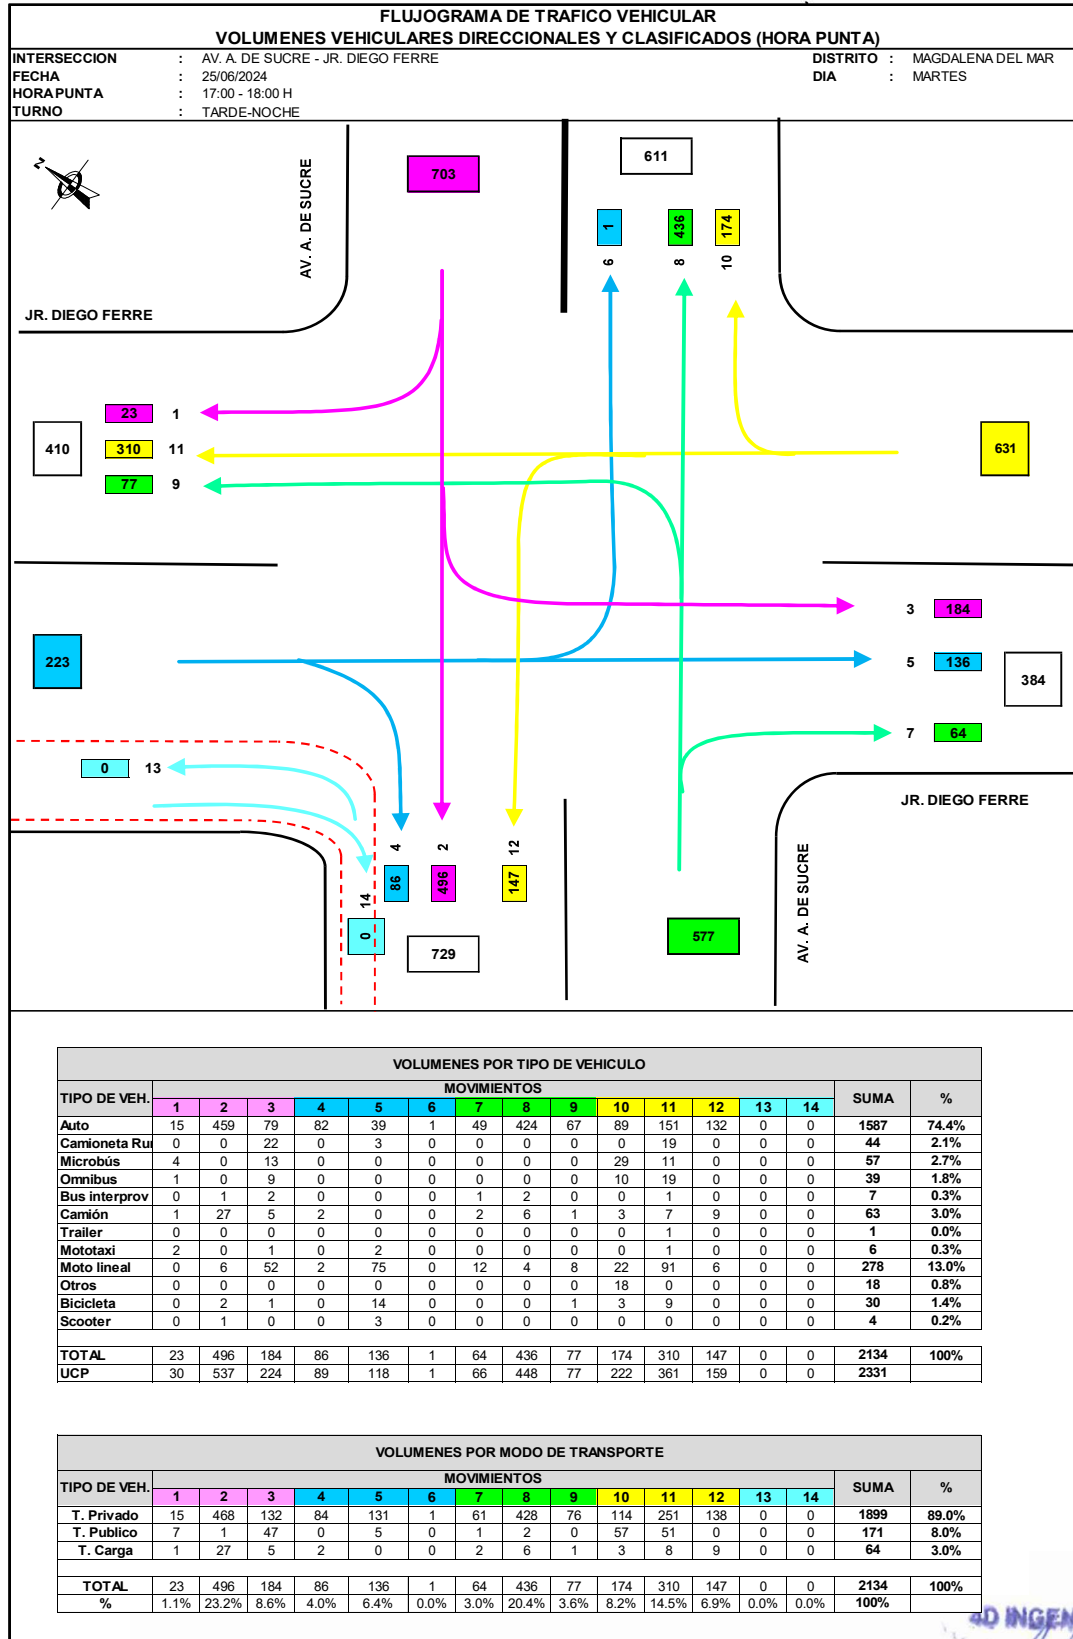 FLUJOGRAMA DE TRAFICO VEHICULAR
VOLUMENES VEHICULARES DIRECCIONALES Y CLASIFICADOS (HORA PUNTA)
INTERSECCION : AV. A. DE SUCRE - JR. DIEGO FERRE DISTRITO : MAGDALENA DEL MAR
FECHA : 25/06/2024 DIA : MARTES
HORA PUNTA : 17:00 - 18:00 H
TURNO : TARDE-NOCHE
Z
AV. A. DE SUCRE
703
611
1 436 174
6 8 10
JR. DIEGO FERRE
23 1
410 310 11 631
77 9
3 184
223 5 136
384
7 64
0 13
JR. DIEGO FERRE
4 2 12
86 496 147
14
0
729
577
AV. A. DE SUCRE
VOLUMENES POR TIPO DE VEHICULO
TIPO DE VEH. MOVIMIENTOS SUMA %
1 2 3 4 5 6 7 8 9 10 11 12 13 14
Auto 15 459 79 82 39 1 49 424 67 89 151 132 0 0 1587 74.4%
Camioneta Ru 0 0 22 0 3 0 0 0 0 0 19 0 0 0 44 2.1%
Microbús 4 0 13 0 0 0 0 0 0 29 11 0 0 0 57 2.7%
Omnibus 1 0 9 0 0 0 0 0 0 10 19 0 0 0 39 1.8%
Bus interprov 0 1 2 0 0 0 1 2 0 0 1 0 0 0 7 0.3%
Camión 1 27 5 2 0 0 2 6 1 3 7 9 0 0 63 3.0%
Trailer 0 0 0 0 0 0 0 0 0 0 1 0 0 0 1 0.0%
Mototaxi 2 0 1 0 2 0 0 0 0 0 1 0 0 0 6 0.3%
Moto lineal 0 6 52 2 75 0 12 4 8 22 91 6 0 0 278 13.0%
Otros 0 0 0 0 0 0 0 0 0 18 0 0 0 0 18 0.8%
Bicicleta 0 2 1 0 14 0 0 0 1 3 9 0 0 0 30 1.4%
Scooter 0 1 0 0 3 0 0 0 0 0 0 0 0 0 4 0.2%
TOTAL 23 496 184 86 136 1 64 436 77 174 310 147 0 0 2134 100%
UCP 30 537 224 89 118 1 66 448 77 222 361 159 0 0 2331
VOLUMENES POR MODO DE TRANSPORTE
TIPO DE VEH. MOVIMIENTOS SUMA %
1 2 3 4 5 6 7 8 9 10 11 12 13 14
T. Privado 15 468 132 84 131 1 61 428 76 114 251 138 0 0 1899 89.0%
T. Publico 7 1 47 0 5 0 1 2 0 57 51 0 0 0 171 8.0%
T. Carga 1 27 5 2 0 0 2 6 1 3 8 9 0 0 64 3.0%
TOTAL 23 496 184 86 136 1 64 436 77 174 310 147 0 0 2134 100%
% 1.1% 23.2% 8.6% 4.0% 6.4% 0.0% 3.0% 20.4% 3.6% 8.2% 14.5% 6.9% 0.0% 0.0% 100%